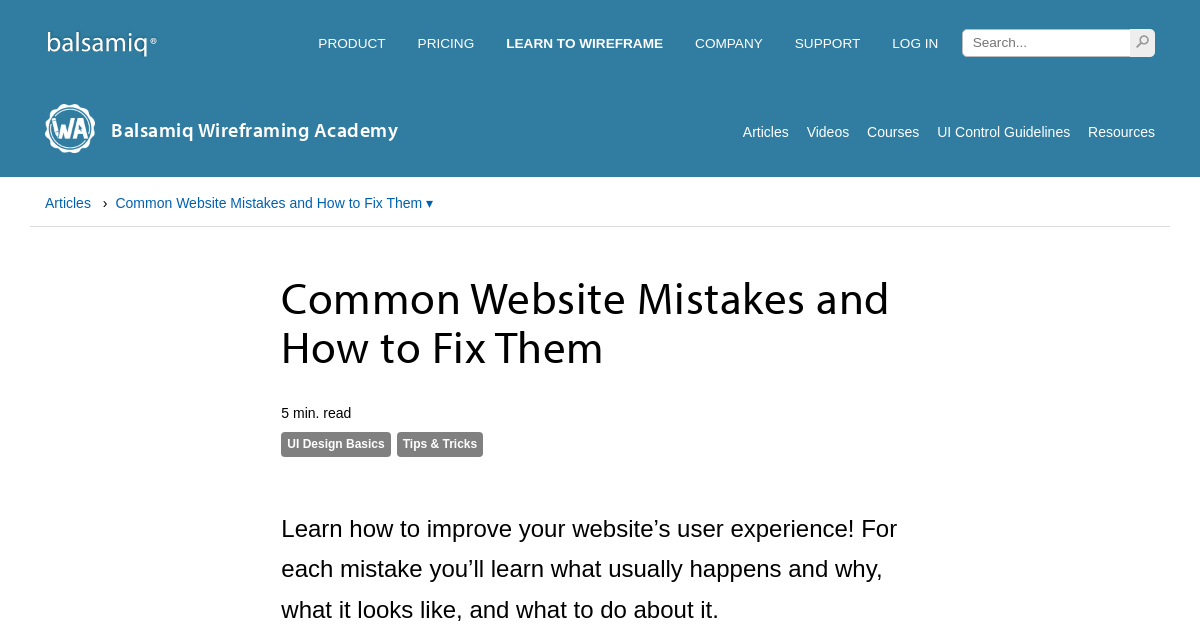 balsamiq®
PRODUCT PRICING LEARN TO WIREFRAME COMPANY SUPPORT LOG IN Search...
WA Balsamiq Wireframing Academy Articles Videos Courses UI Control Guidelines Resources
Articles › Common Website Mistakes and How to Fix Them ▾
Common Website Mistakes and
How to Fix Them
5 min. read
UI Design Basics Tips & Tricks
Learn how to improve your website’s user experience! For
each mistake you’ll learn what usually happens and why,
what it looks like, and what to do about it.